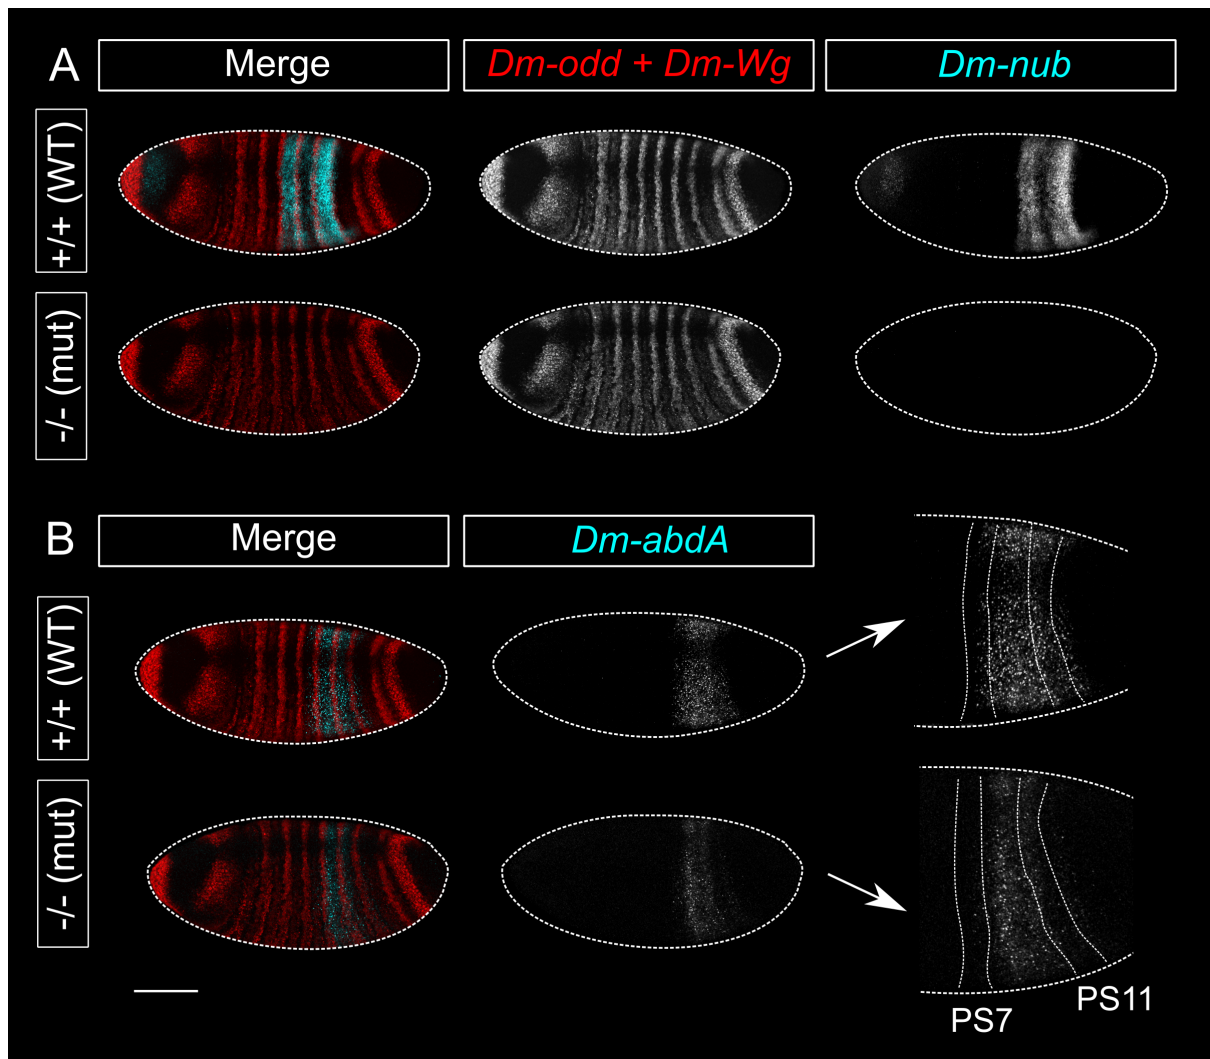 A
Merge
Dm-odd + Dm-Wg
Dm-nub
+/+ (WT)
-/- (mut)
B
Merge
Dm-abdA
+/+ (WT)
-/- (mut)
PS7
PS11